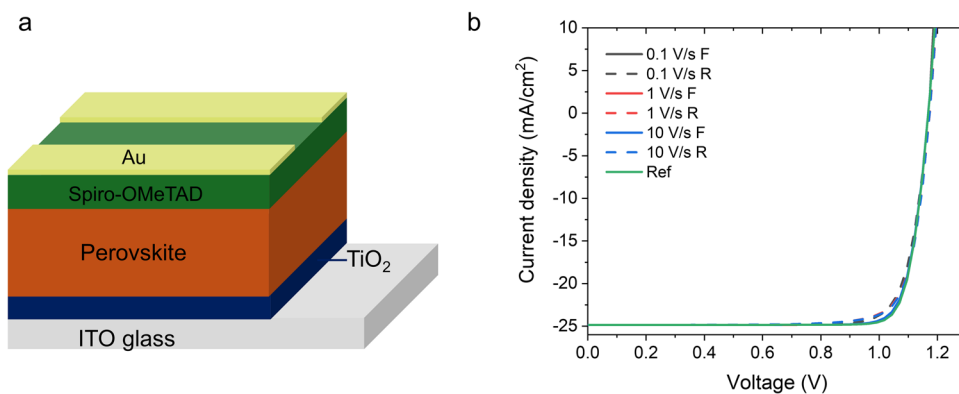 a
Au
Spiro-OMeTAD
Perovskite
TiO2
ITO glass
b
Current density (mA/cm²)
10
5
0
-5
-10
-15
-20
-25
0.1 V/s F
0.1 V/s R
1 V/s F
1 V/s R
10 V/s F
10 V/s R
Ref
0.0 0.2 0.4 0.6 0.8 1.0 1.2
Voltage (V)